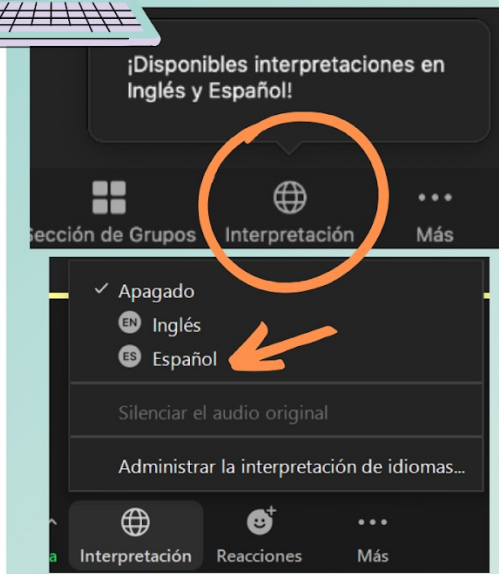 ¡Disponibles interpretaciones en
Inglés y Español!
Sección de Grupos Interpretación Más
Apagado
EN Inglés
ES Español
Silenciar el audio original
Administrar la interpretación de idiomas...
a Interpretación Reacciones Más